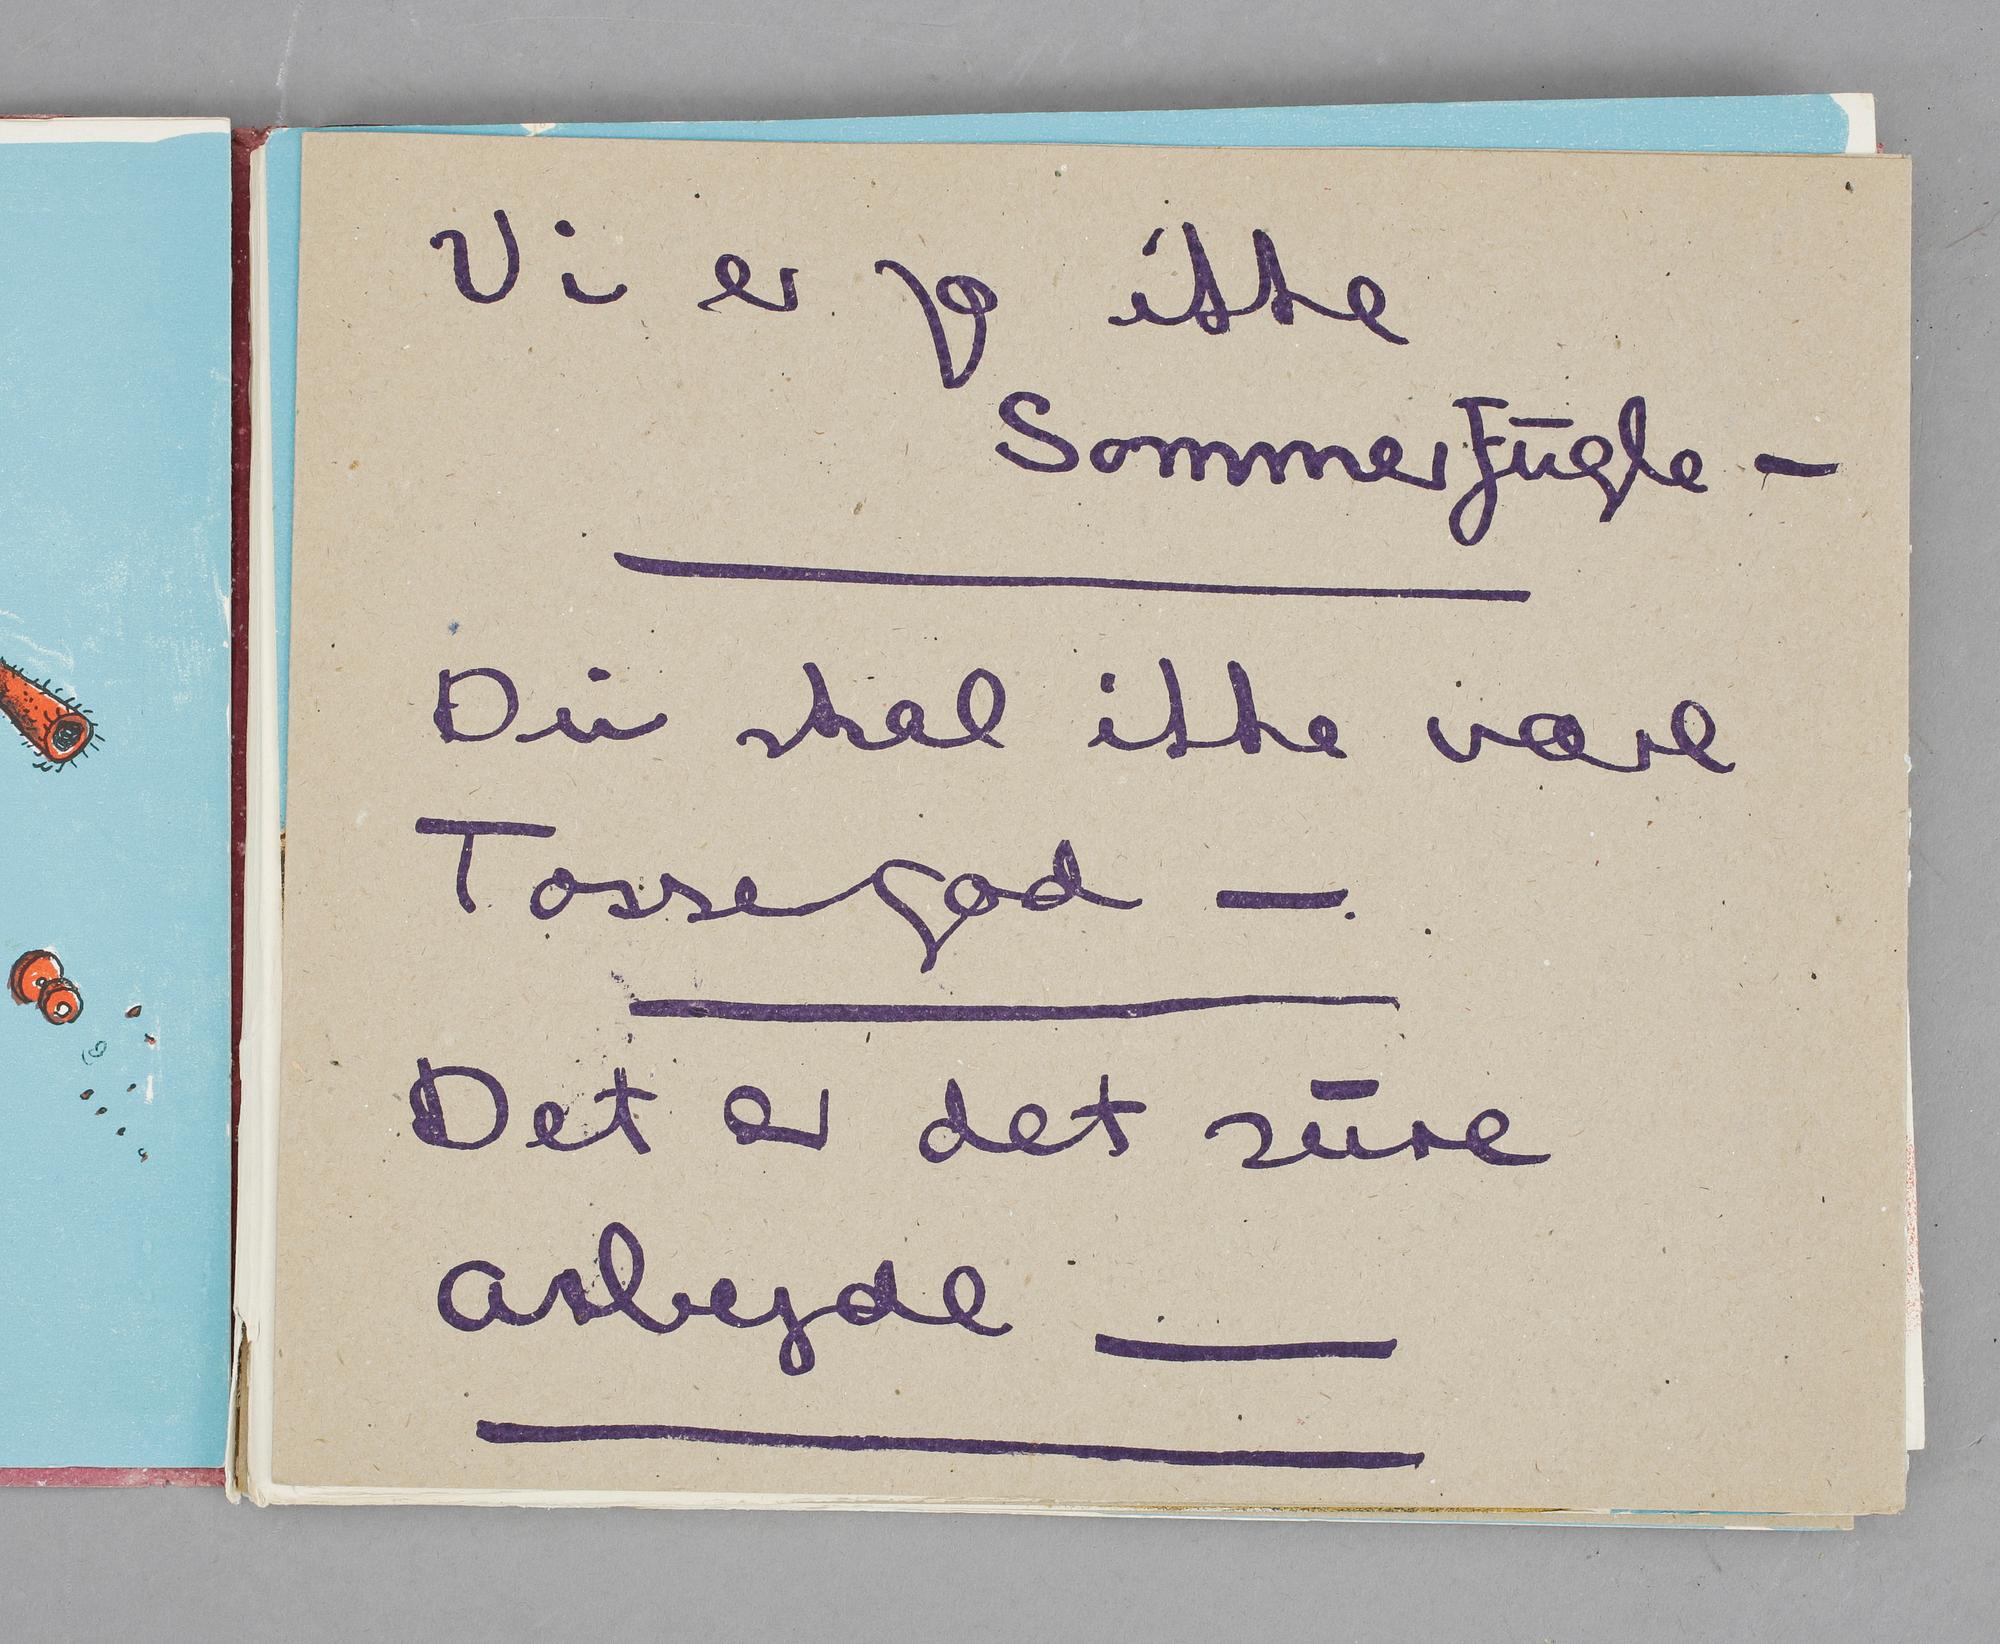 Vi er jo ikke
Sommerfugle —
Du skal ikke være
Tossegod —
Det er det sure
arbejde —